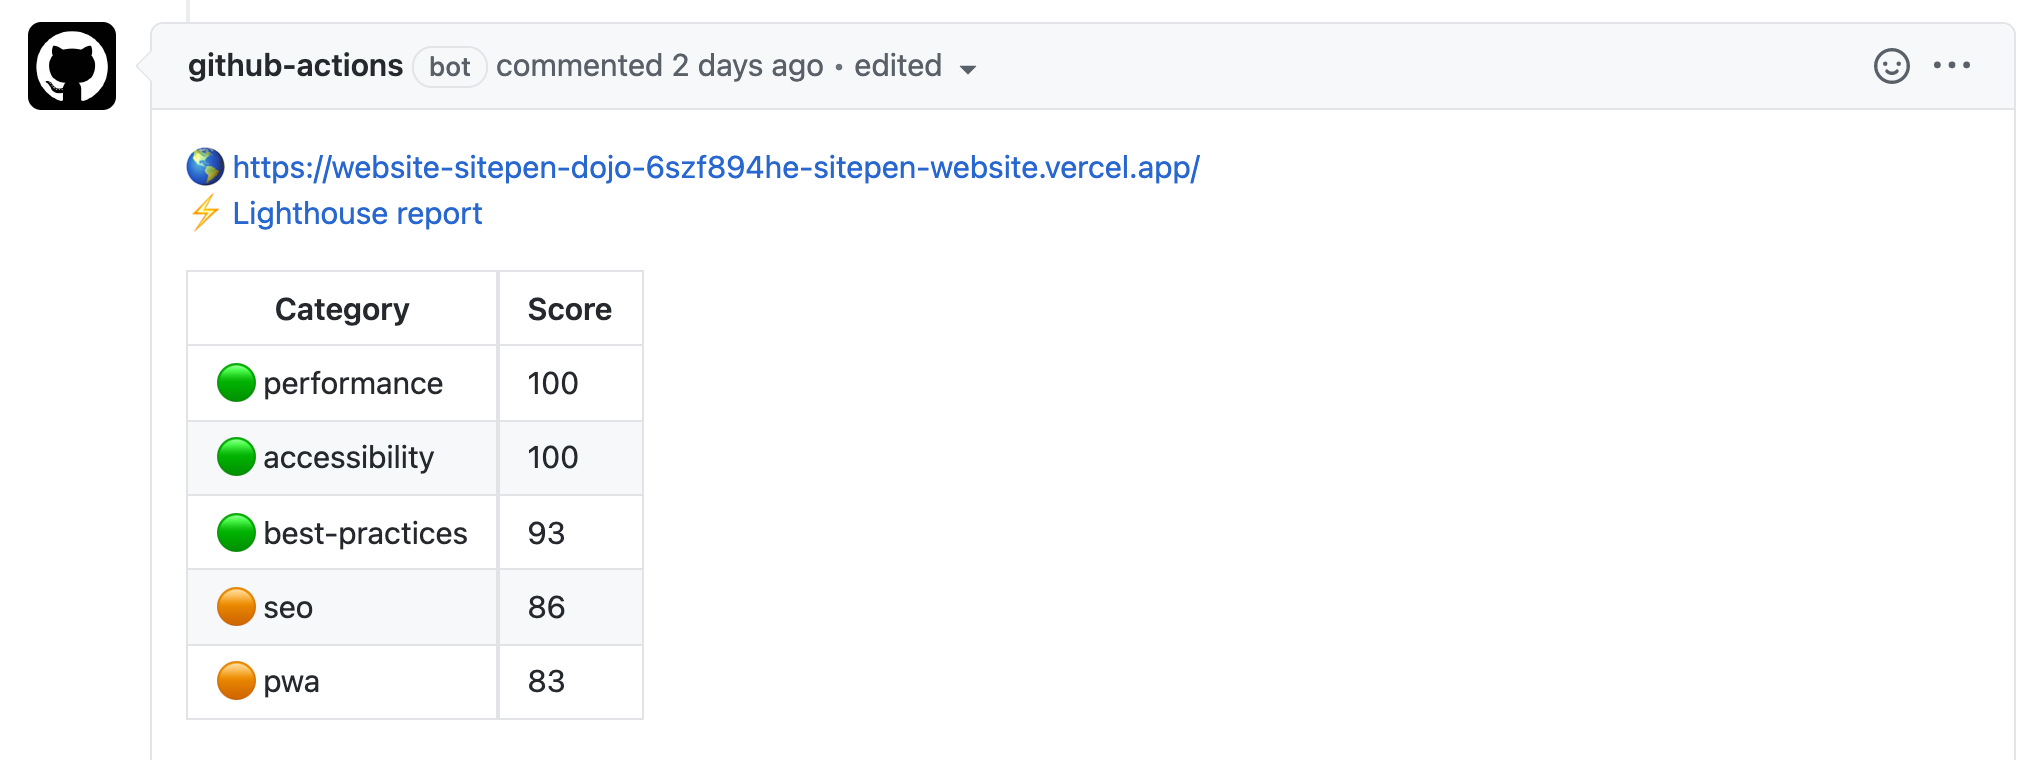 github-actions bot commented 2 days ago • edited
https://website-sitepen-dojo-6szf894he-sitepen-website.vercel.app/
Lighthouse report
Category Score
performance 100
accessibility 100
best-practices 93
seo 86
pwa 83